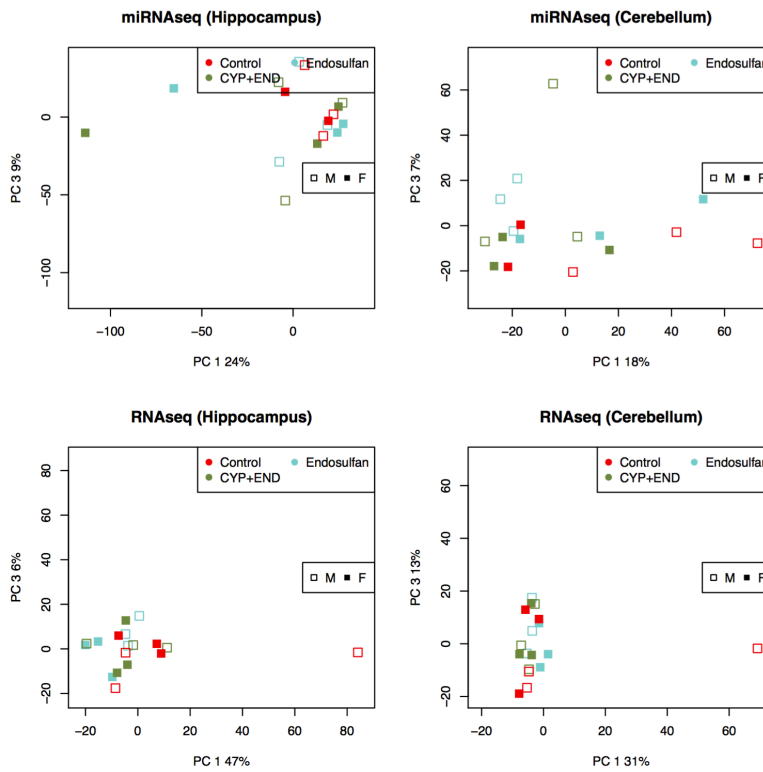 miRNAseq (Hippocampus)
PC 3 9%
0
−50
−100
Control
Endosulfan
CYP+END
M F
−100 −50 0
PC 1 24%
miRNAseq (Cerebellum)
PC 3 7%
60
40
20
0
−20
Control
Endosulfan
CYP+END
M F
−20 0 20 40 60
PC 1 18%
RNAseq (Hippocampus)
PC 3 6%
80
60
40
20
0
−20
Control
Endosulfan
CYP+END
M F
−20 0 20 40 60 80
PC 1 47%
RNAseq (Cerebellum)
PC 3 13%
60
40
20
0
−20
Control
Endosulfan
CYP+END
M F
−20 0 20 40 60
PC 1 31%